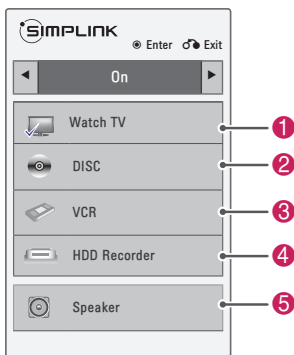 SIMPLINK
Enter Exit
On
Watch TV 1
DISC 2
VCR 3
HDD Recorder 4
Speaker 5